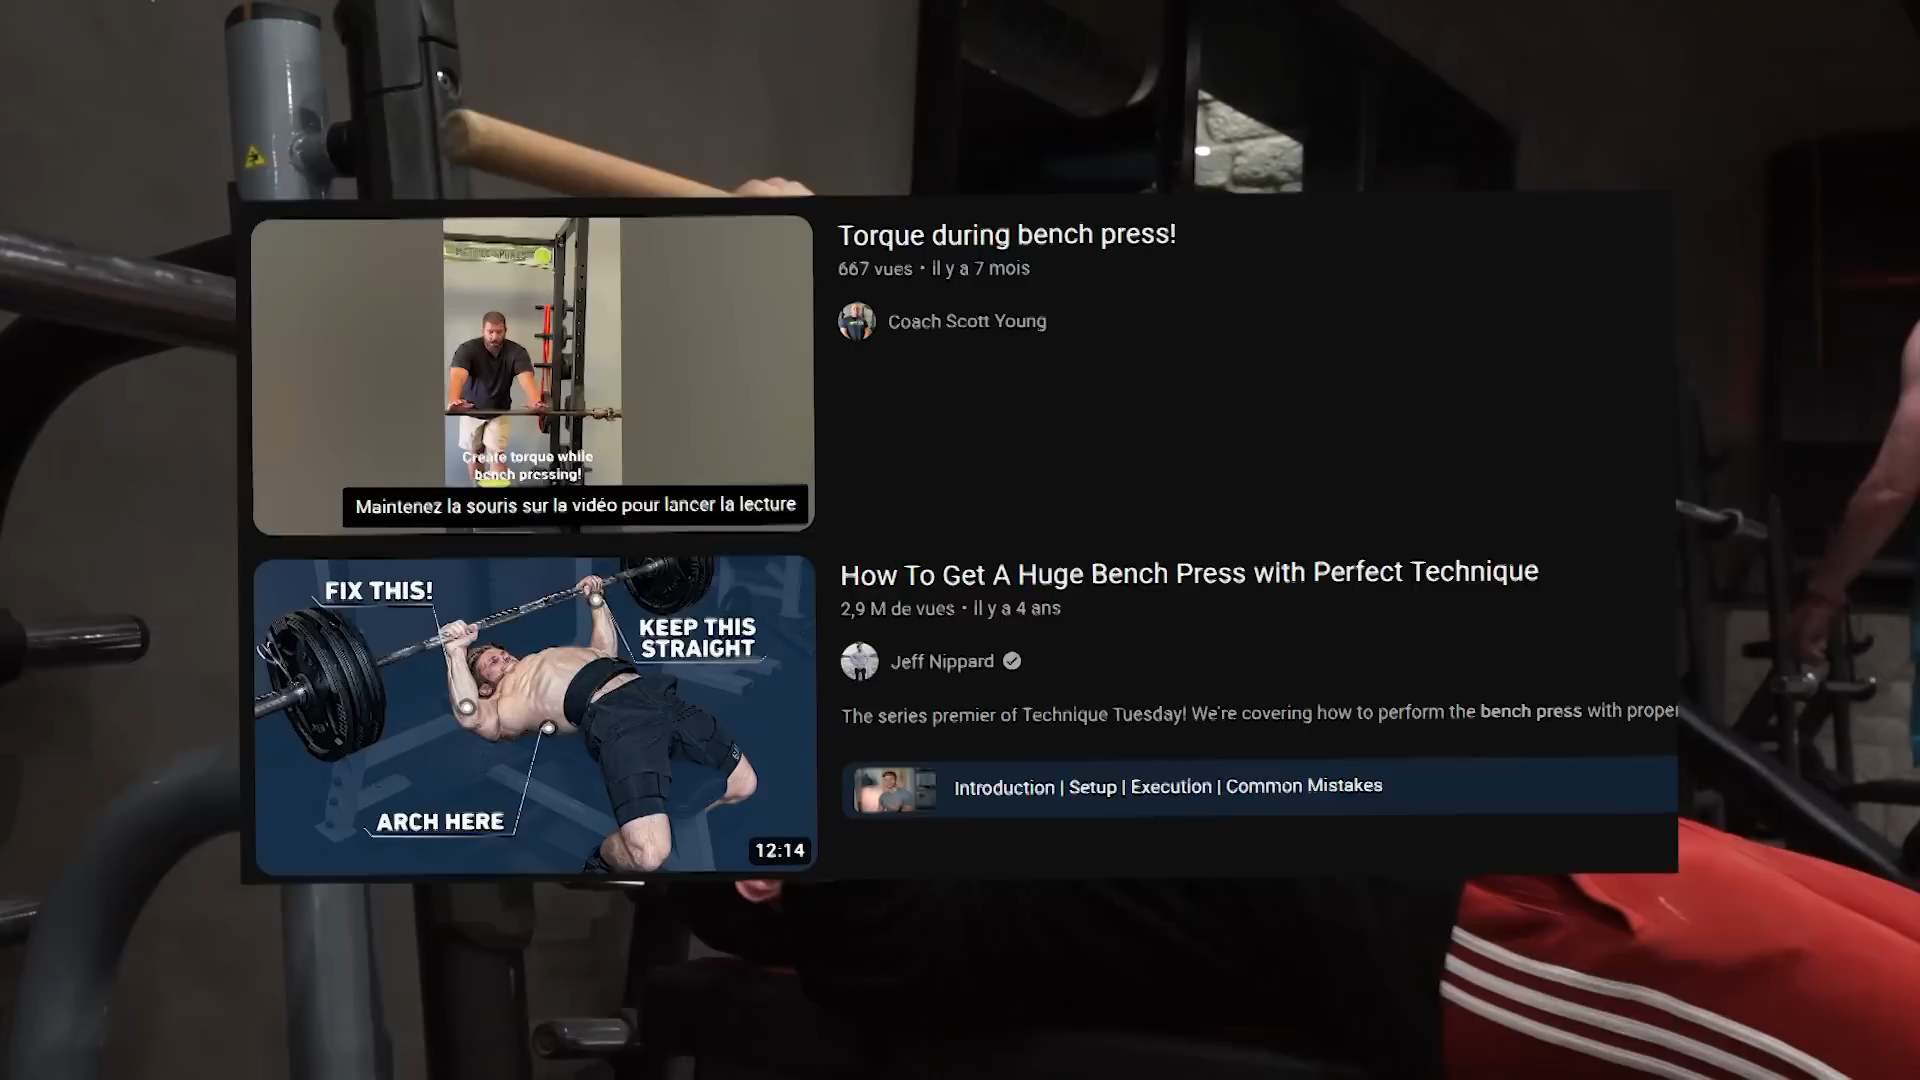 Torque during bench press!
667 vues • il y a 7 mois
Coach Scott Young
Create torque while
bench pressing!
Maintenez la souris sur la vidéo pour lancer la lecture
FIX THIS!
KEEP THIS
STRAIGHT
ARCH HERE
12:14
How To Get A Huge Bench Press with Perfect Technique
2,9 M de vues • il y a 4 ans
Jeff Nippard
The series premier of Technique Tuesday! We're covering how to perform the bench press with proper
Introduction | Setup | Execution | Common Mistakes